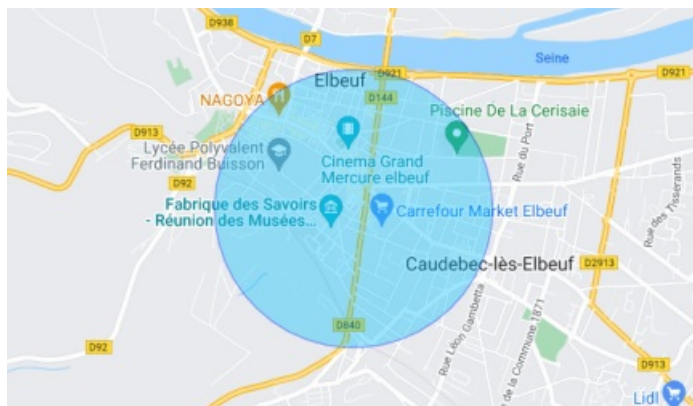 D938
D7
Seine
D921
D921
Elbeuf
D144
NAGOYA
Piscine De La Cerisaie
D913
Lycée Polyvalent
Ferdinand Buisson
Cinema Grand
Mercure elbeuf
Rue du Port
D92
Fabrique des Savoirs
- Réunion des Musées...
Carrefour Market Elbeuf
Rue des Tisserands
Caudebec-lès-Elbeuf
D2913
D840
Rue Léon Gambetta
de la Commune 1871
D92
D913
Lidl